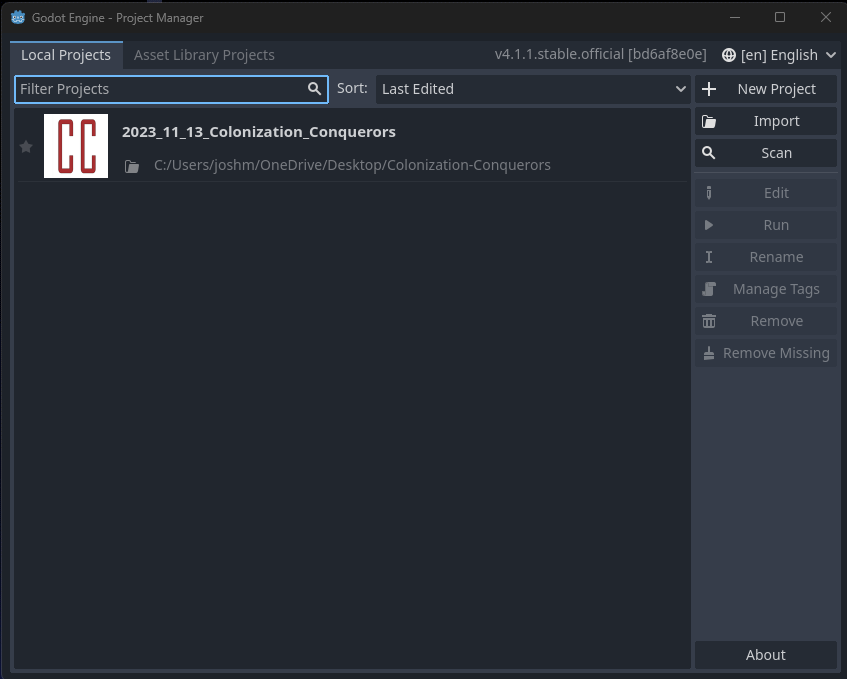 Godot Engine - Project Manager
Local Projects
Asset Library Projects
v4.1.1.stable.official [bd6af8e0e]
[en] English
Filter Projects
Sort:
Last Edited
New Project
CC
2023_11_13_Colonization_Conquerors
C:/Users/joshm/OneDrive/Desktop/Colonization-Conquerors
Import
Scan
Edit
Run
Rename
Manage Tags
Remove
Remove Missing
About